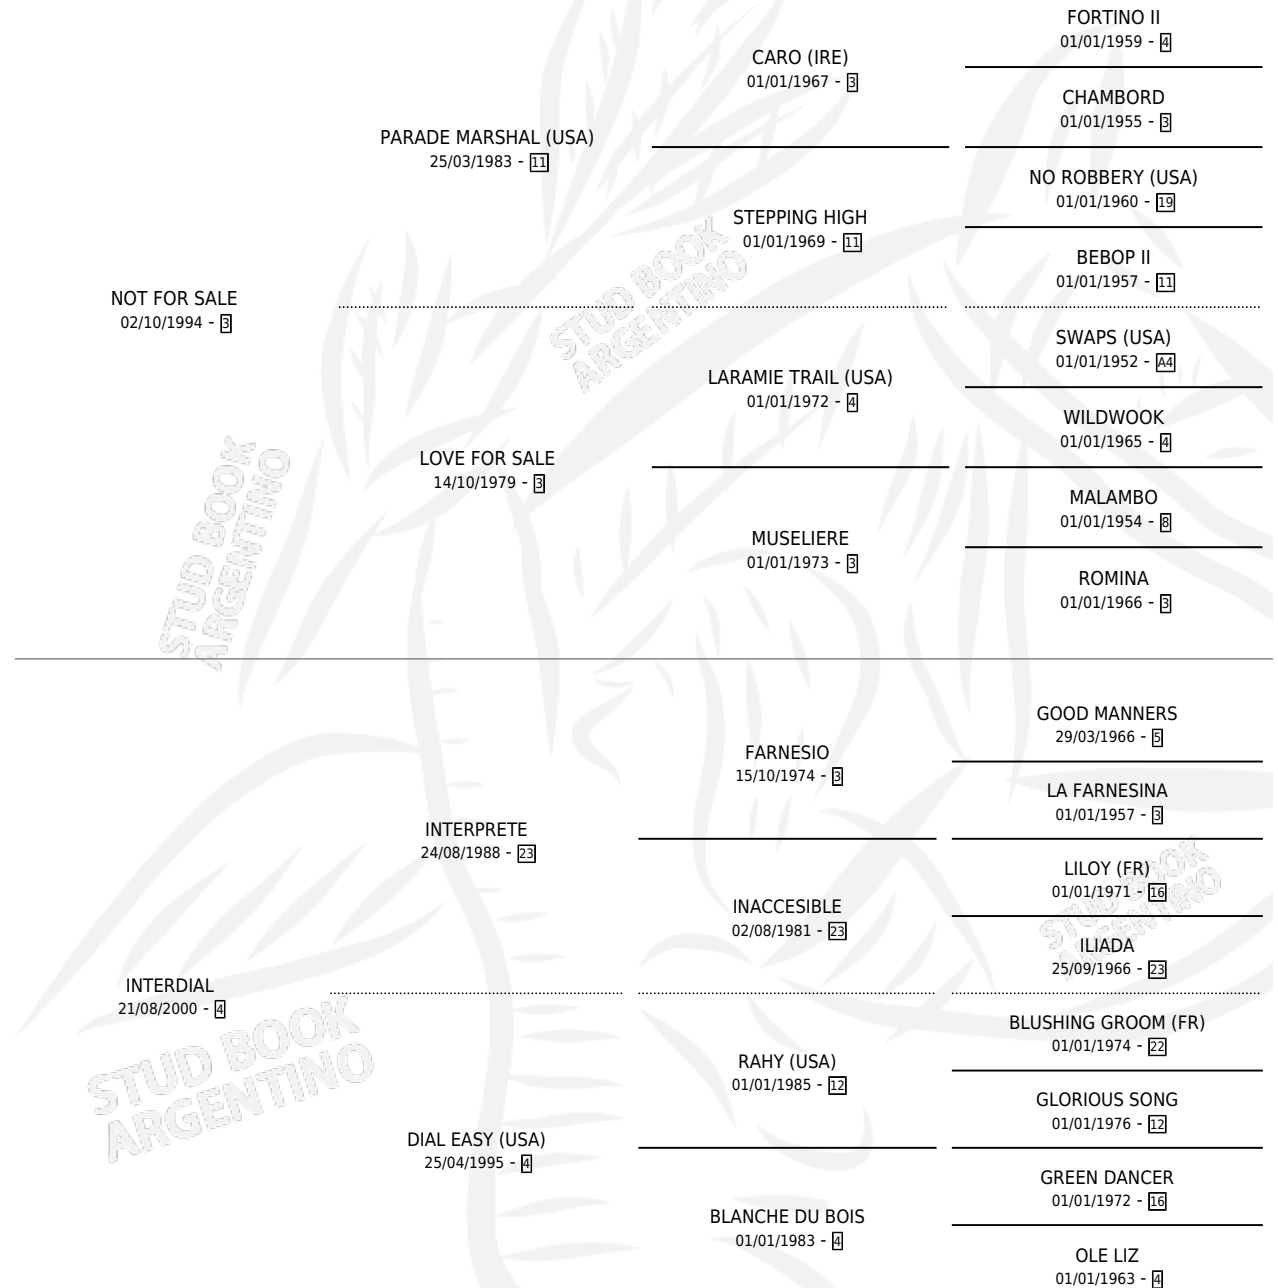 FORTINO II
01/01/1959 - 4
CARO (IRE)
01/01/1967 - 3
CHAMBORD
01/01/1955 - 3
PARADE MARSHAL (USA)
25/03/1983 - 11
NO ROBBERY (USA)
01/01/1960 - 19
STEPPING HIGH
01/01/1969 - 11
BEBOP II
01/01/1957 - 11
NOT FOR SALE
02/10/1994 - 3
SWAPS (USA)
01/01/1952 - A4
LARAMIE TRAIL (USA)
01/01/1972 - 4
WILDWOOK
01/01/1965 - 4
LOVE FOR SALE
14/10/1979 - 3
MALAMBO
01/01/1954 - 8
MUSELIERE
01/01/1973 - 3
ROMINA
01/01/1966 - 3
STUD BOOK
ARGENTINO
STUD BOOK
ARGENTINO
GOOD MANNERS
29/03/1966 - 5
FARNESIO
15/10/1974 - 3
LA FARNESINA
01/01/1957 - 3
INTERPRETE
24/08/1988 - 23
LILOY (FR)
01/01/1971 - 16
INACCESIBLE
02/08/1981 - 23
ILIADA
25/09/1966 - 23
INTERDIAL
21/08/2000 - 4
BLUSHING GROOM (FR)
01/01/1974 - 22
RAHY (USA)
01/01/1985 - 12
GLORIOUS SONG
01/01/1976 - 12
DIAL EASY (USA)
25/04/1995 - 4
GREEN DANCER
01/01/1972 - 16
BLANCHE DU BOIS
01/01/1983 - 4
OLE LIZ
01/01/1963 - 4
STUD BOOK
ARGENTINO
STUD BOOK
ARGENTINO